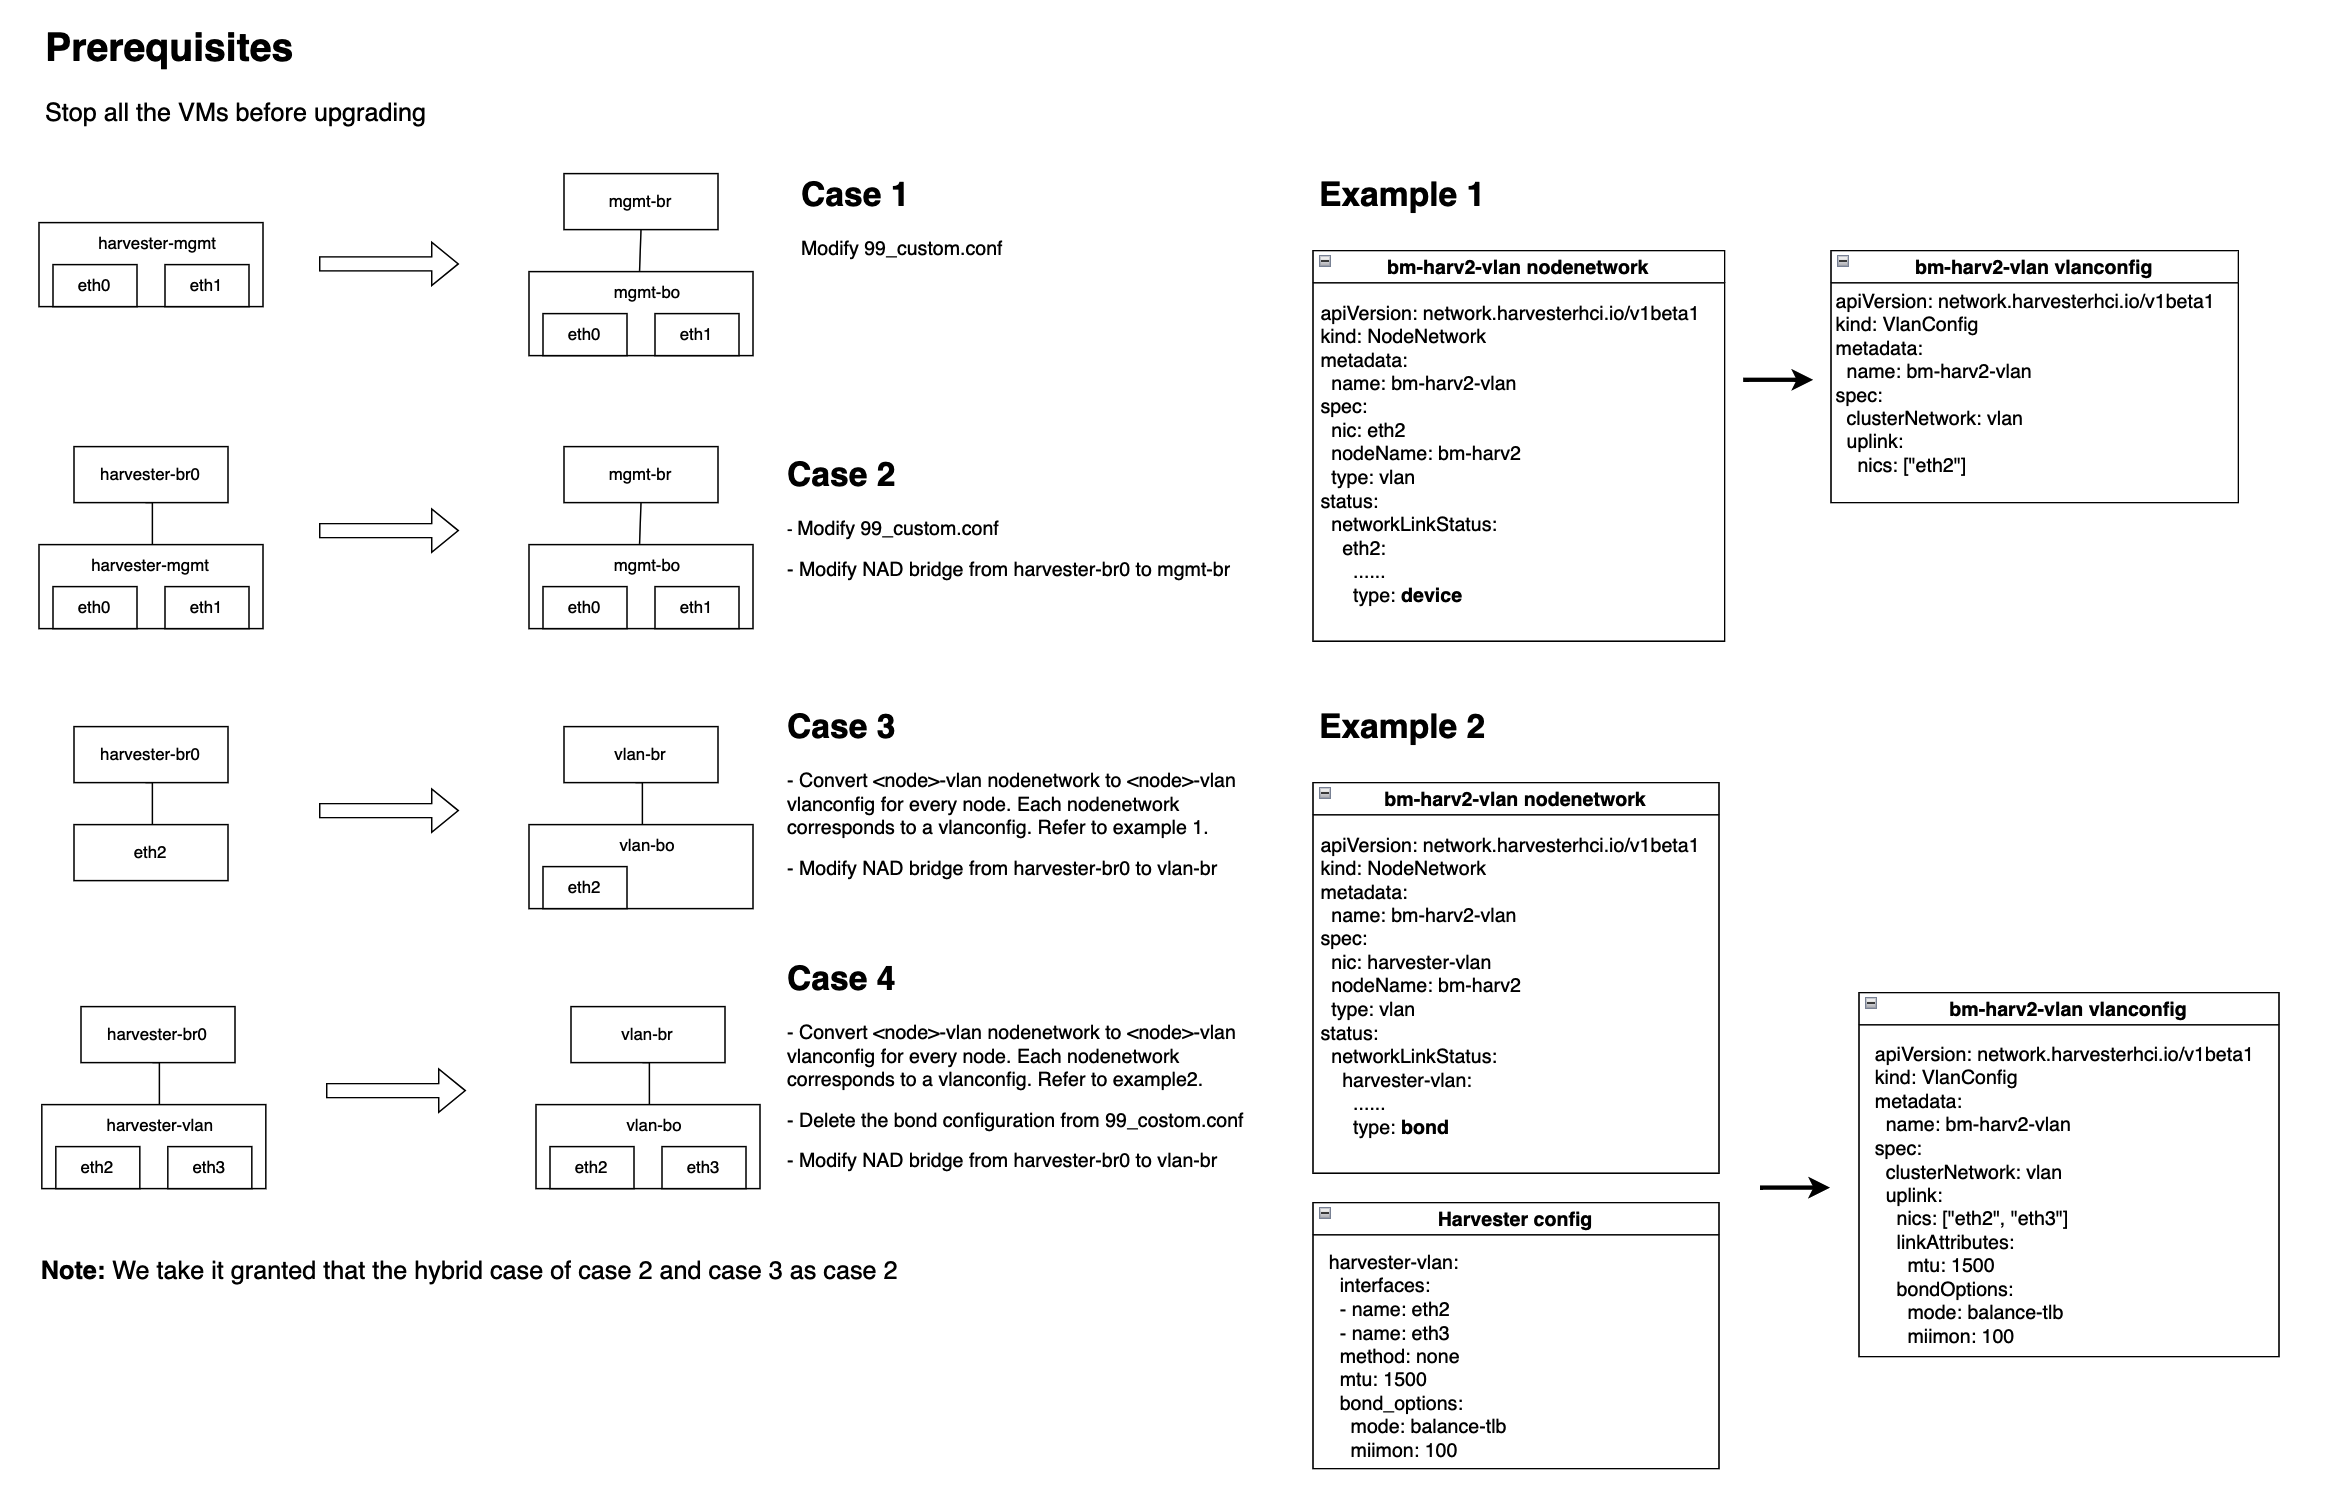 Prerequisites
Stop all the VMs before upgrading
harvester-mgmt
eth0
eth1
mgmt-br
mgmt-bo
eth0
eth1
Case 1
Modify 99_custom.conf
harvester-br0
harvester-mgmt
eth0
eth1
mgmt-br
mgmt-bo
eth0
eth1
Case 2
- Modify 99_custom.conf
- Modify NAD bridge from harvester-br0 to mgmt-br
harvester-br0
eth2
vlan-br
vlan-bo
eth2
Case 3
- Convert <node>-vlan nodenetwork to <node>-vlan
vlanconfig for every node. Each nodenetwork
corresponds to a vlanconfig. Refer to example 1.
- Modify NAD bridge from harvester-br0 to vlan-br
harvester-br0
harvester-vlan
eth2
eth3
vlan-br
vlan-bo
eth2
eth3
Case 4
- Convert <node>-vlan nodenetwork to <node>-vlan
vlanconfig for every node. Each nodenetwork
corresponds to a vlanconfig. Refer to example2.
- Delete the bond configuration from 99_costom.conf
- Modify NAD bridge from harvester-br0 to vlan-br
Note: We take it granted that the hybrid case of case 2 and case 3 as case 2
Example 1
bm-harv2-vlan nodenetwork
apiVersion: network.harvesterhci.io/v1beta1
kind: NodeNetwork
metadata:
name: bm-harv2-vlan
spec:
nic: eth2
nodeName: bm-harv2
type: vlan
status:
networkLinkStatus:
eth2:
......
type: device
bm-harv2-vlan vlanconfig
apiVersion: network.harvesterhci.io/v1beta1
kind: VlanConfig
metadata:
name: bm-harv2-vlan
spec:
clusterNetwork: vlan
uplink:
nics: ["eth2"]
Example 2
bm-harv2-vlan nodenetwork
apiVersion: network.harvesterhci.io/v1beta1
kind: NodeNetwork
metadata:
name: bm-harv2-vlan
spec:
nic: harvester-vlan
nodeName: bm-harv2
type: vlan
status:
networkLinkStatus:
harvester-vlan:
......
type: bond
Harvester config
harvester-vlan:
interfaces:
- name: eth2
- name: eth3
method: none
mtu: 1500
bond_options:
mode: balance-tlb
miimon: 100
bm-harv2-vlan vlanconfig
apiVersion: network.harvesterhci.io/v1beta1
kind: VlanConfig
metadata:
name: bm-harv2-vlan
spec:
clusterNetwork: vlan
uplink:
nics: ["eth2", "eth3"]
linkAttributes:
mtu: 1500
bondOptions:
mode: balance-tlb
miimon: 100